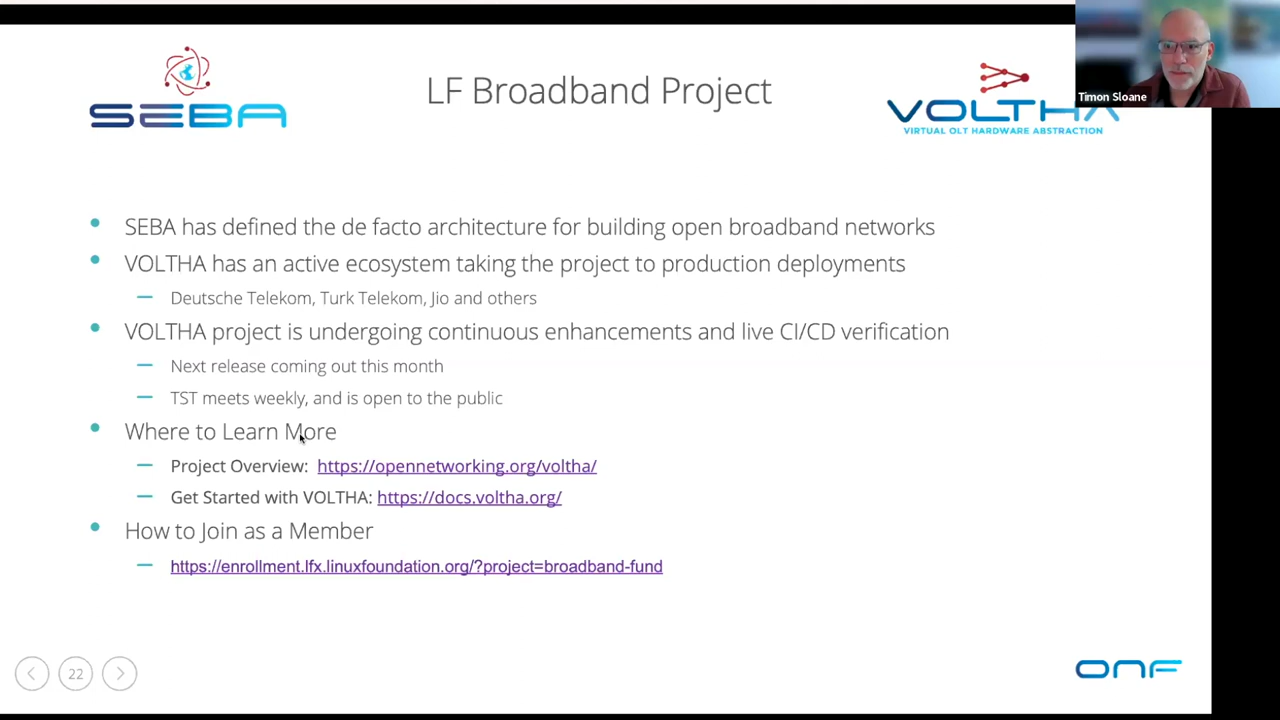 SEBA
LF Broadband Project
VOLTHA
VIRTUAL OLT HARDWARE ABSTRACTION
Timon Sloane
• SEBA has defined the de facto architecture for building open broadband networks
• VOLTHA has an active ecosystem taking the project to production deployments
— Deutsche Telekom, Turk Telekom, Jio and others
• VOLTHA project is undergoing continuous enhancements and live CI/CD verification
— Next release coming out this month
— TST meets weekly, and is open to the public
• Where to Learn More
— Project Overview: https://opennetworking.org/voltha/
— Get Started with VOLTHA: https://docs.voltha.org/
• How to Join as a Member
— https://enrollment.lfx.linuxfoundation.org/?project=broadband-fund
22
ONF